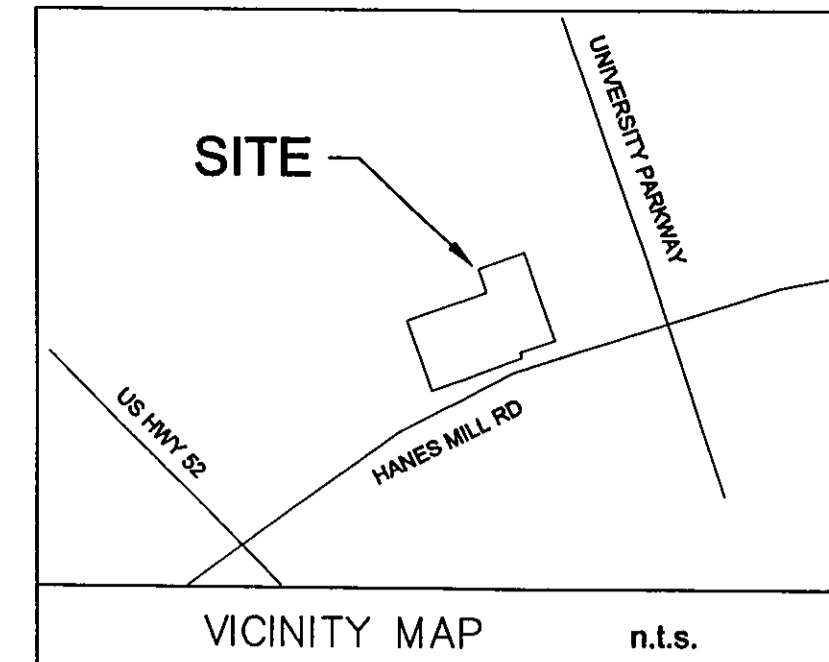 UNIVERSITY PARKWAY
SITE
US HWY 52
HANES MILL RD
VICINITY MAP n.t.s.